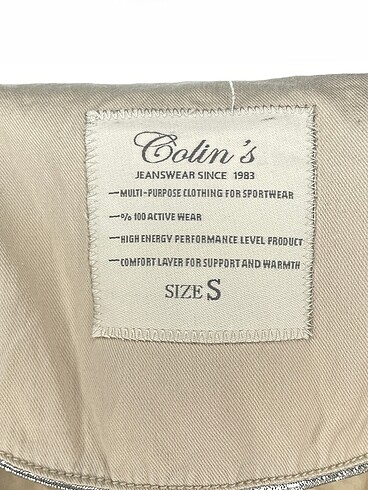 Colin's
JEANSWEAR SINCE 1983
—MULTI-PURPOSE CLOTHING FOR SPORTWEAR
—% 100 ACTIVE WEAR
—HIGH ENERGY PERFORMANCE LEVEL PRODUCT
—COMFORT LAYER FOR SUPPORT AND WARMTH
SIZE S